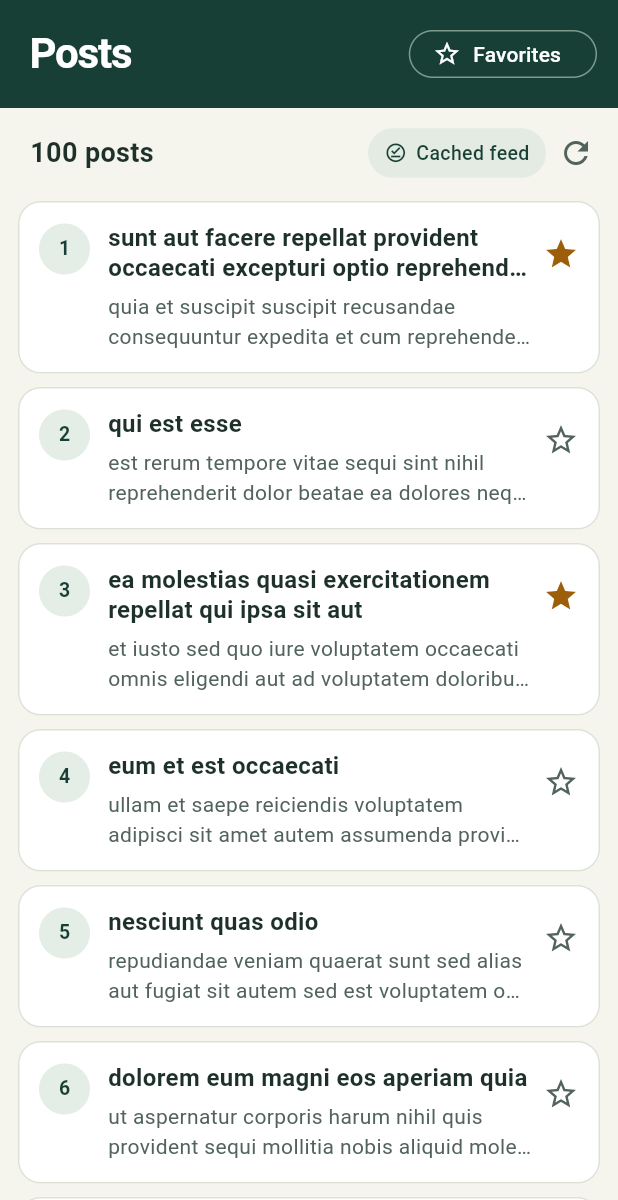 Posts
Favorites
100 posts
Cached feed
1
sunt aut facere repellat provident
occaecati excepturi optio reprehend…
quia et suscipit suscipit recusandae
consequuntur expedita et cum reprehende…
2
qui est esse
est rerum tempore vitae sequi sint nihil
reprehenderit dolor beatae ea dolores neq…
3
ea molestias quasi exercitationem
repellat qui ipsa sit aut
et iusto sed quo iure voluptatem occaecati
omnis eligendi aut ad voluptatem doloribu…
4
eum et est occaecati
ullam et saepe reiciendis voluptatem
adipisci sit amet autem assumenda provi…
5
nesciunt quas odio
repudiandae veniam quaerat sunt sed alias
aut fugiat sit autem sed est voluptatem o…
6
dolorem eum magni eos aperiam quia
ut aspernatur corporis harum nihil quis
provident sequi mollitia nobis aliquid mole…